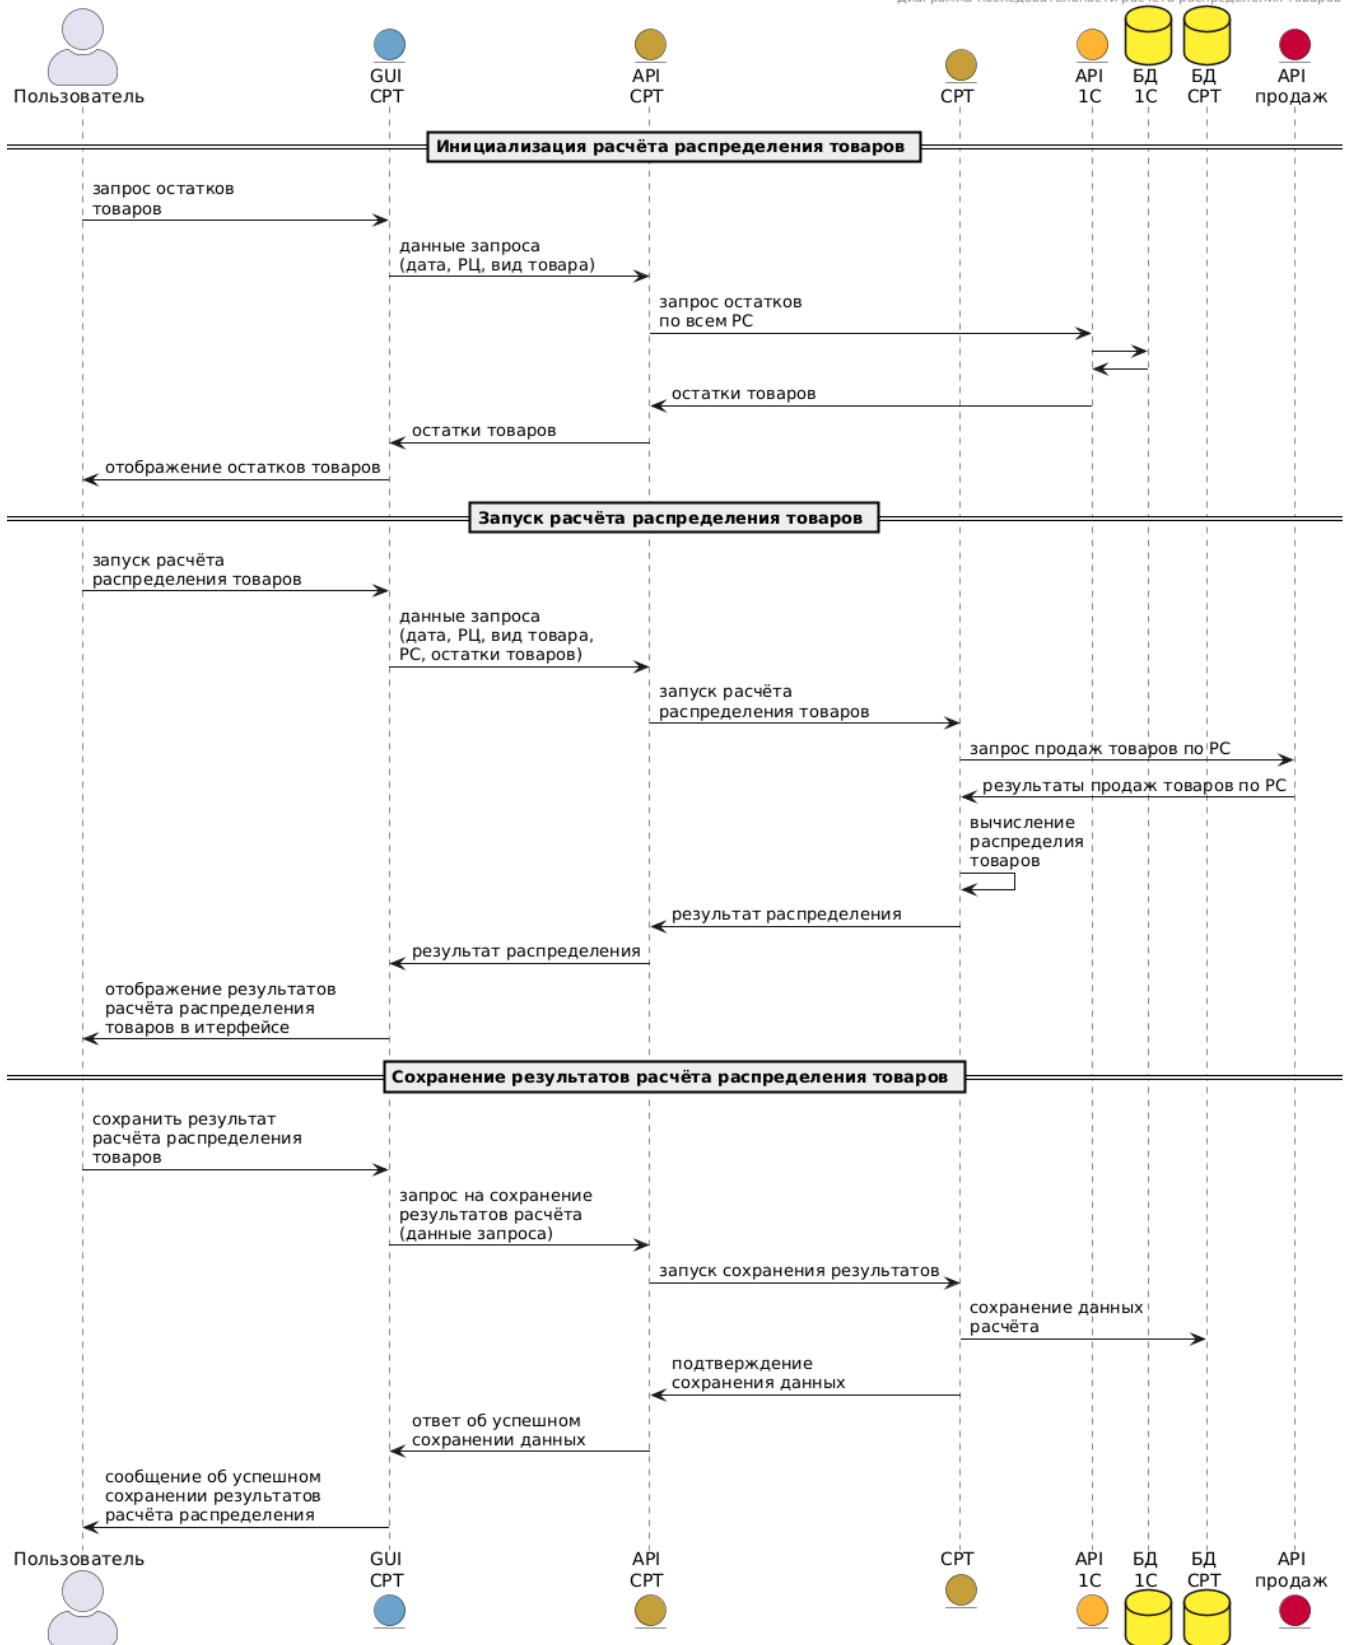 Пользователь
GUI
СРТ
API
СРТ
СРТ
API
1С
БД
1С
БД
СРТ
API
продаж
Инициализация расчёта распределения товаров
запрос остатков
товаров
данные запроса
(дата, РЦ, вид товара)
запрос остатков
по всем РС
остатки товаров
остатки товаров
отображение остатков товаров
Запуск расчёта распределения товаров
запуск расчёта
распределения товаров
данные запроса
(дата, РЦ, вид товара,
РС, остатки товаров)
запуск расчёта
распределения товаров
запрос продаж товаров по РС
результаты продаж товаров по РС
вычисление
распределия
товаров
результат распределения
результат распределения
отображение результатов
расчёта распределения
товаров в итерфейсе
Сохранение результатов расчёта распределения товаров
сохранить результат
расчёта распределения
товаров
запрос на сохранение
результатов расчёта
(данные запроса)
запуск сохранения результатов
сохранение данных
расчёта
подтверждение
сохранения данных
ответ об успешном
сохранении данных
сообщение об успешном
сохранении результатов
расчёта распределения
Пользователь
GUI
СРТ
API
СРТ
СРТ
API
1С
БД
1С
БД
СРТ
API
продаж